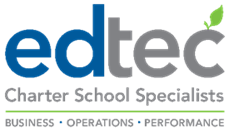 edtec
Charter School Specialists
BUSINESS • OPERATIONS • PERFORMANCE